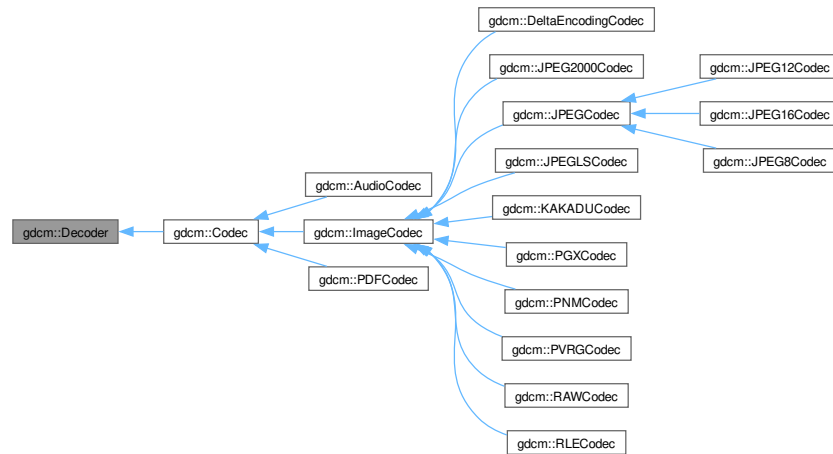 gdcm::DeltaEncodingCodec
gdcm::JPEG2000Codec
gdcm::JPEG12Codec
gdcm::JPEGCodec
gdcm::JPEG16Codec
gdcm::JPEGLSCodec
gdcm::JPEG8Codec
gdcm::AudioCodec
gdcm::KAKADUCodec
gdcm::Decoder
gdcm::Codec
gdcm::ImageCodec
gdcm::PGXCodec
gdcm::PDFCodec
gdcm::PNMCodec
gdcm::PVRGCodec
gdcm::RAWCodec
gdcm::RLECodec